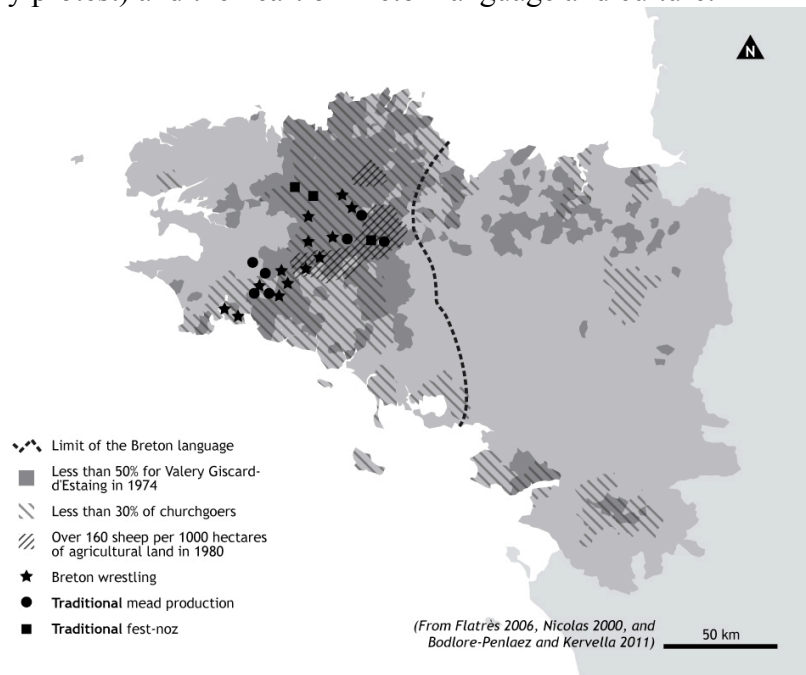 N
Limit of the Breton language
Less than 50% for Valery Giscard-
d'Estaing in 1974
Less than 30% of churchgoers
Over 160 sheep per 1000 hectares
of agricultural land in 1980
Breton wrestling
Traditional mead production
Traditional fest-noz
(From Flatrès 2006, Nicolas 2000, and
Bodlore-Penlaez and Kervella 2011)
50 km